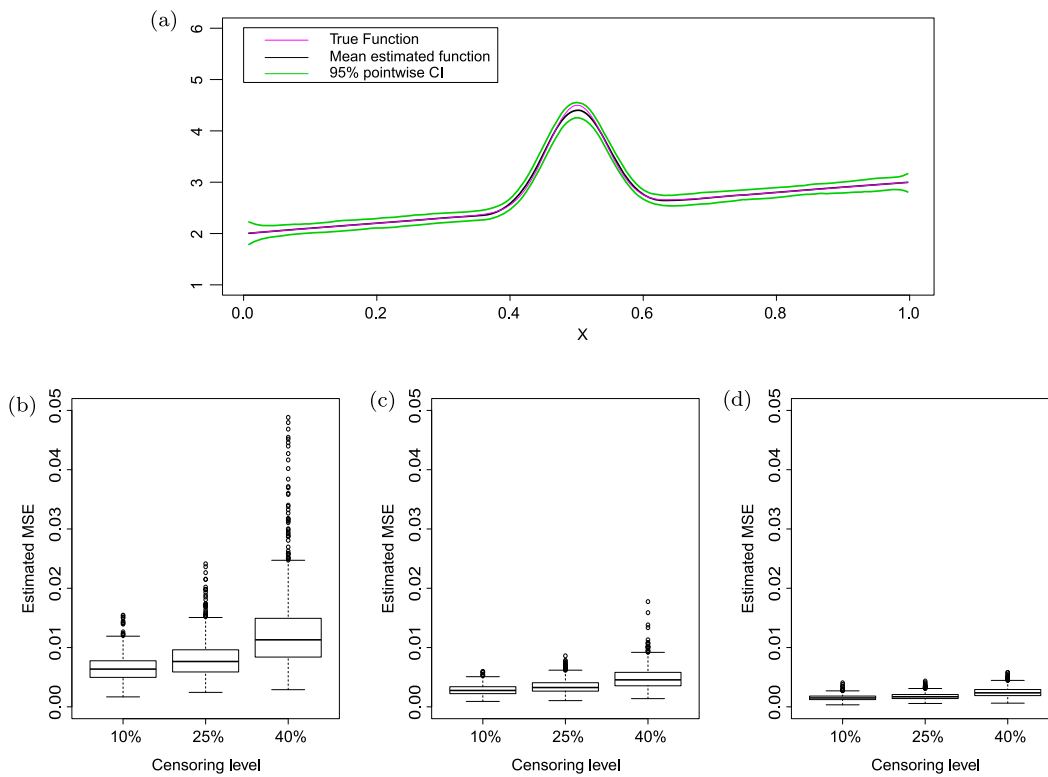 (a)
6
5
4
3
2
1
True Function
Mean estimated function
95% pointwise CI
0.0 0.2 0.4 0.6 0.8 1.0
X
(b)
Estimated MSE
0.05
0.04
0.03
0.02
0.01
0.00
10% 25% 40%
Censoring level
(c)
Estimated MSE
0.05
0.04
0.03
0.02
0.01
0.00
10% 25% 40%
Censoring level
(d)
Estimated MSE
0.05
0.04
0.03
0.02
0.01
0.00
10% 25% 40%
Censoring level